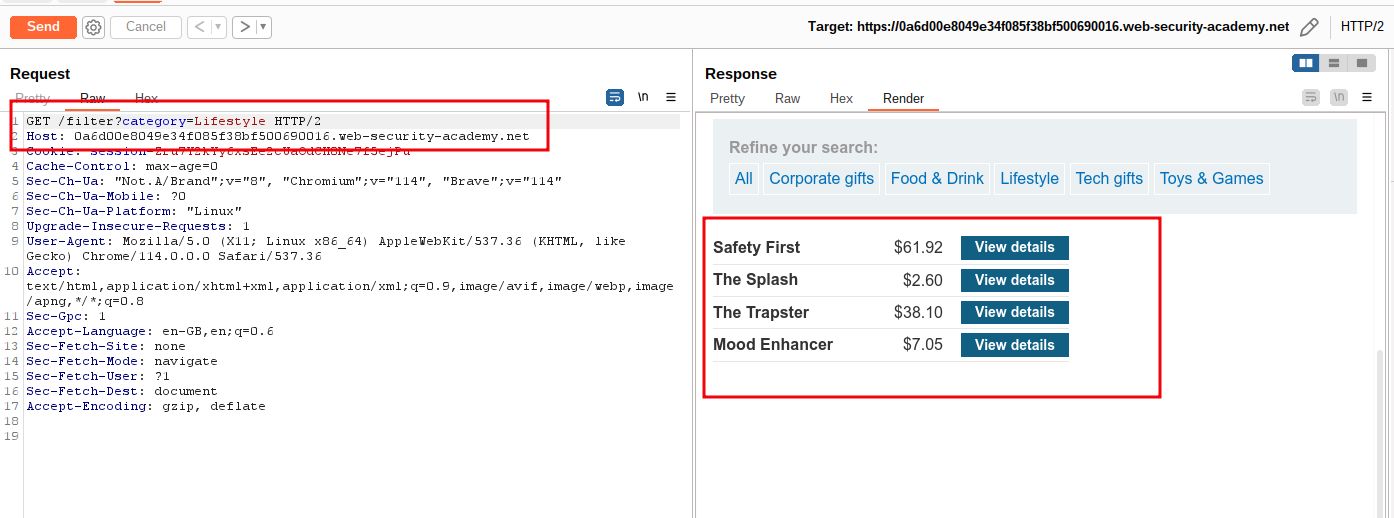 Send Cancel < > Target: https://0a6d00e8049e34f085f38bf500690016.web-security-academy.net HTTP/2
Request
Pretty Raw Hex \n
1 GET /filter?category=Lifestyle HTTP/2
2 Host: 0a6d00e8049e34f085f38bf500690016.web-security-academy.net
3
4 Cache-Control: max-age=0
5 Sec-Ch-Ua: "Not.A/Brand";v="8", "Chromium";v="114", "Brave";v="114"
6 Sec-Ch-Ua-Mobile: ?0
7 Sec-Ch-Ua-Platform: "Linux"
8 Upgrade-Insecure-Requests: 1
9 User-Agent: Mozilla/5.0 (X11; Linux x86_64) AppleWebKit/537.36 (KHTML, like
Gecko) Chrome/114.0.0.0 Safari/537.36
10 Accept:
text/html,application/xhtml+xml,application/xml;q=0.9,image/avif,image/webp,image
/apng,*/*;q=0.8
11 Sec-Gpc: 1
12 Accept-Language: en-GB,en;q=0.6
13 Sec-Fetch-Site: none
14 Sec-Fetch-Mode: navigate
15 Sec-Fetch-User: ?1
16 Sec-Fetch-Dest: document
17 Accept-Encoding: gzip, deflate
18
19
Response
Pretty Raw Hex Render \n
Refine your search:
All Corporate gifts Food & Drink Lifestyle Tech gifts Toys & Games
Safety First $61.92 View details
The Splash $2.60 View details
The Trapster $38.10 View details
Mood Enhancer $7.05 View details